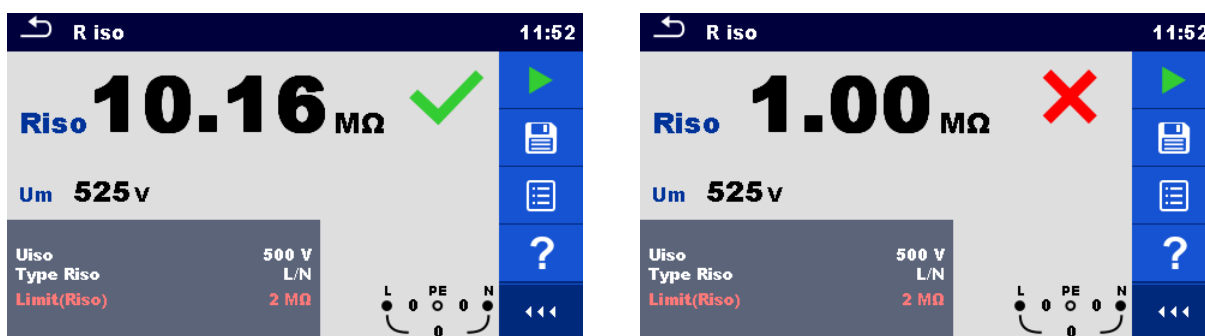 R iso 11:52
Riso 10.16 MΩ
Um 525 V
Uiso 500 V
Type Riso L/N
Limit(Riso) 2 MΩ
L PE N
0 0
0
?
R iso 11:52
Riso 1.00 MΩ
Um 525 V
Uiso 500 V
Type Riso L/N
Limit(Riso) 2 MΩ
L PE N
0 0
0
?